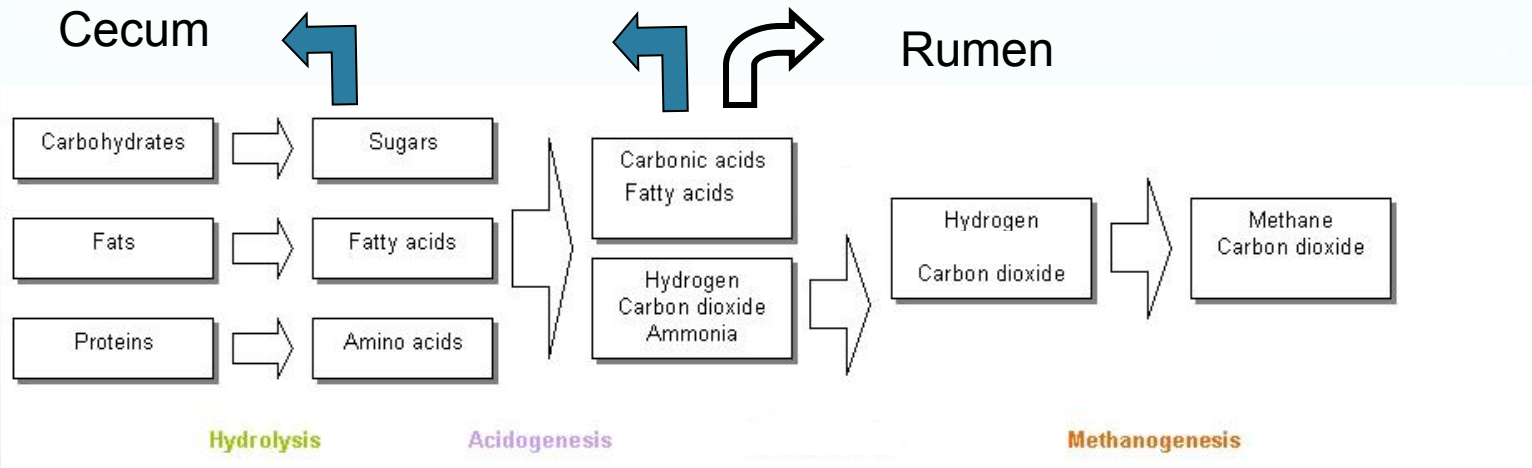 Cecum
Rumen
Carbohydrates
Sugars
Carbonic acids
Fatty acids
Fats
Fatty acids
Hydrogen
Carbon dioxide
Ammonia
Hydrogen
Carbon dioxide
Methane
Carbon dioxide
Proteins
Amino acids
Hydrolysis
Acidogenesis
Methanogenesis